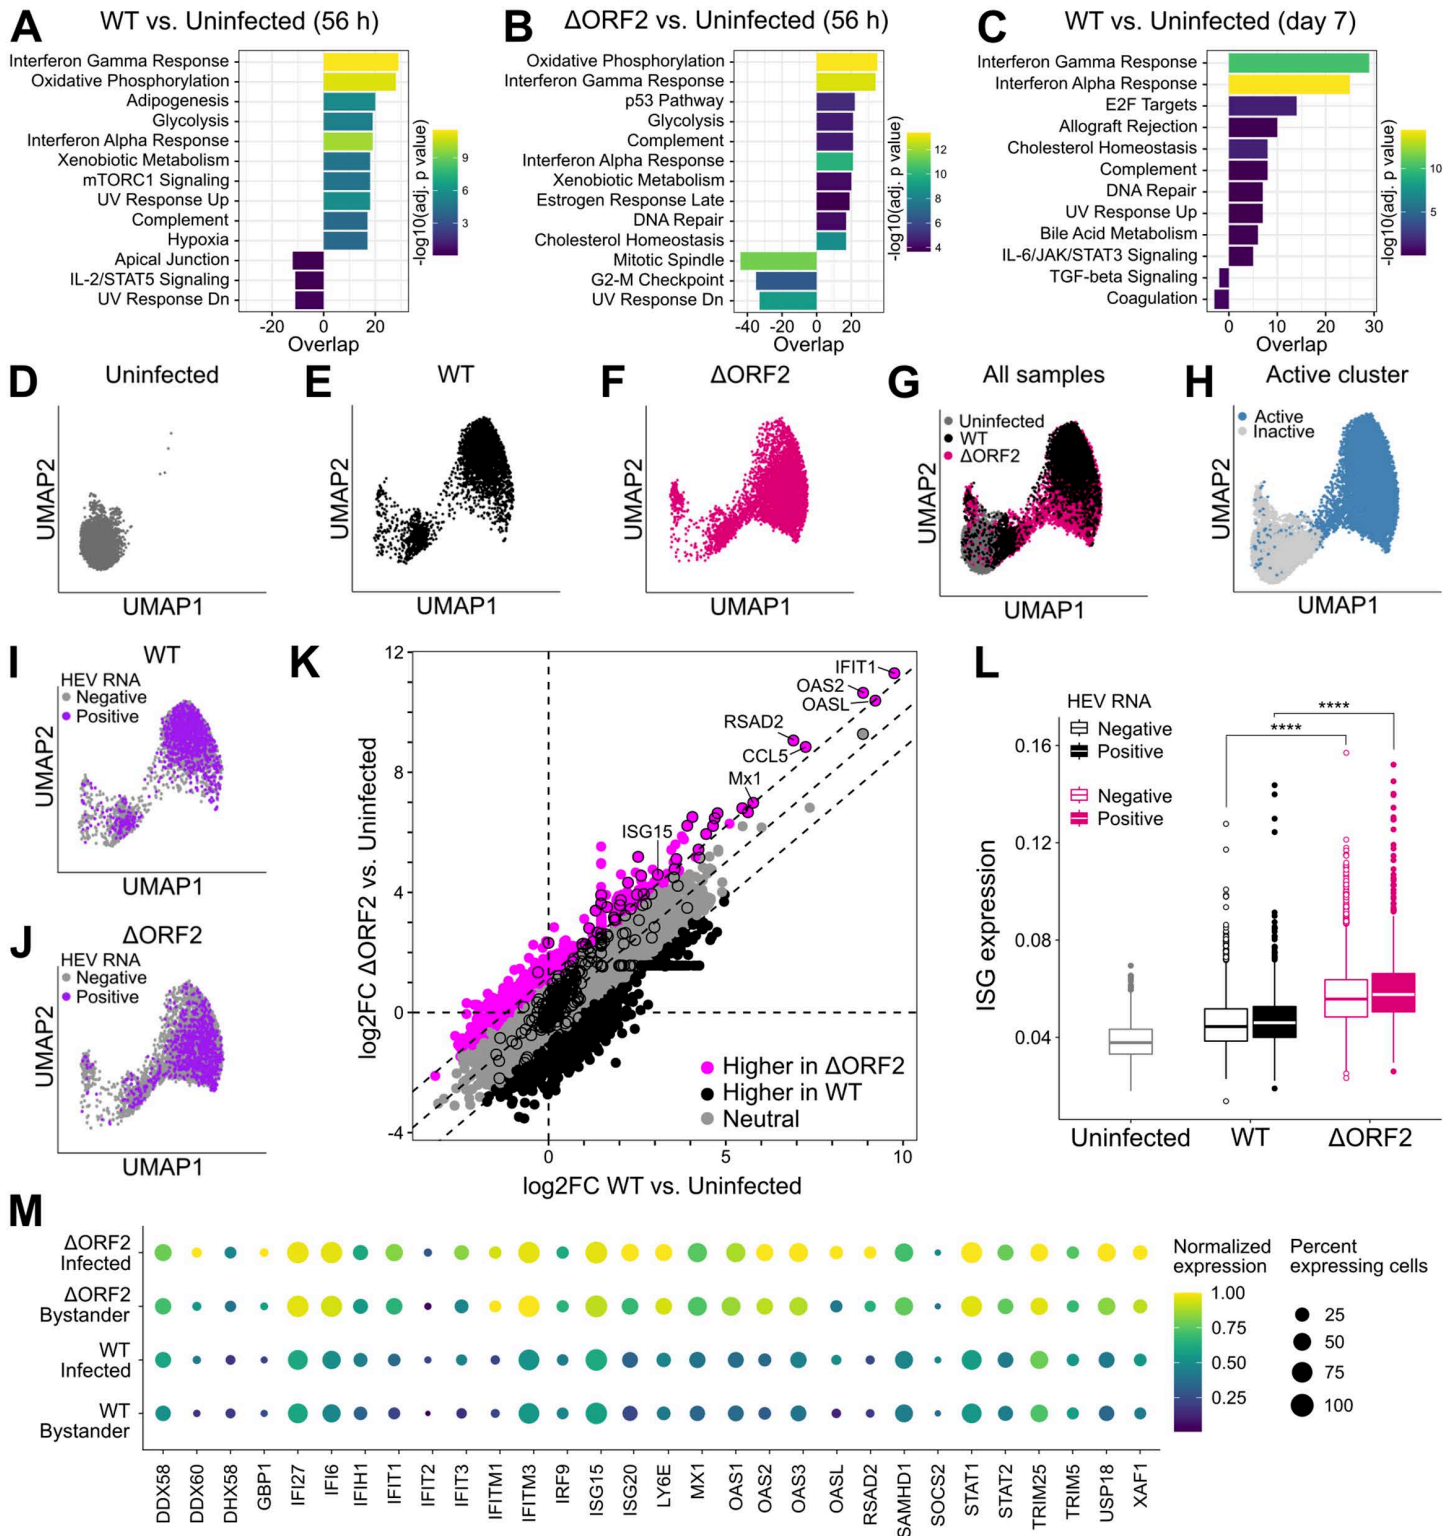 A
WT vs. Uninfected (56 h)
Interferon Gamma Response
Oxidative Phosphorylation
Adipogenesis
Glycolysis
Interferon Alpha Response
Xenobiotic Metabolism
mTORC1 Signaling
UV Response Up
Complement
Hypoxia
Apical Junction
IL-2/STAT5 Signaling
UV Response Dn
-20 0 20
Overlap
9
6
3
-log10(adj. p value)
B
ΔORF2 vs. Uninfected (56 h)
Oxidative Phosphorylation
Interferon Gamma Response
p53 Pathway
Glycolysis
Complement
Interferon Alpha Response
Xenobiotic Metabolism
Estrogen Response Late
DNA Repair
Cholesterol Homeostasis
Mitotic Spindle
G2-M Checkpoint
UV Response Dn
-40 -20 0 20
Overlap
12
10
8
6
4
-log10(adj. p value)
C
WT vs. Uninfected (day 7)
Interferon Gamma Response
Interferon Alpha Response
E2F Targets
Allograft Rejection
Cholesterol Homeostasis
Complement
DNA Repair
UV Response Up
Bile Acid Metabolism
IL-6/JAK/STAT3 Signaling
TGF-beta Signaling
Coagulation
0 10 20 30
Overlap
10
5
-log10(adj. p value)
D
Uninfected
UMAP2
UMAP1
E
WT
UMAP2
UMAP1
F
ΔORF2
UMAP2
UMAP1
G
All samples
Uninfected
WT
ΔORF2
UMAP2
UMAP1
H
Active cluster
Active
Inactive
UMAP2
UMAP1
I
WT
HEV RNA
Negative
Positive
UMAP2
UMAP1
J
ΔORF2
HEV RNA
Negative
Positive
UMAP2
UMAP1
K
12
8
4
0
-4
log2FC ΔORF2 vs. Uninfected
IFIT1
OAS2
OASL
RSAD2
CCL5
Mx1
ISG15
Higher in ΔORF2
Higher in WT
Neutral
0 5 10
log2FC WT vs. Uninfected
L
HEV RNA
Negative
Positive
Negative
Positive
****
****
0.16
0.12
0.08
0.04
ISG expression
Uninfected WT ΔORF2
M
ΔORF2
Infected
ΔORF2
Bystander
WT
Infected
WT
Bystander
DDX58
DDX60
DHX58
GBP1
IFI27
IFI6
IFIH1
IFIT1
IFIT2
IFIT3
IFITM1
IFITM3
IRF9
ISG15
ISG20
LY6E
MX1
OAS1
OAS2
OAS3
OASL
RSAD2
SAMHD1
SOCS2
STAT1
STAT2
TRIM25
TRIM5
USP18
XAF1
Normalized
expression
1.00
0.75
0.50
0.25
Percent
expressing cells
25
50
75
100